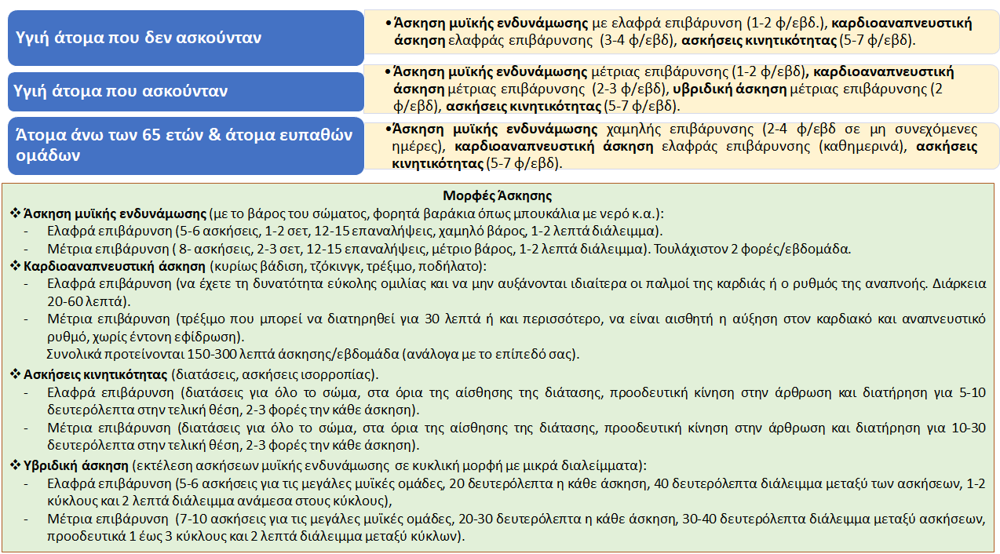 Υγιή άτομα που δεν ασκούνταν
•Άσκηση μυϊκής ενδυνάμωσης με ελαφρά επιβάρυνση (1-2 φ/εβδ.), καρδιοαναπνευστική
άσκηση ελαφράς επιβάρυνσης (3-4 φ/εβδ), ασκήσεις κινητικότητας (5-7 φ/εβδ).
Υγιή άτομα που ασκούνταν
•Άσκηση μυϊκής ενδυνάμωσης μέτριας επιβάρυνσης (1-2 φ/εβδ), καρδιοαναπνευστική
άσκηση μέτριας επιβάρυνσης (2-3 φ/εβδ), υβριδική άσκηση μέτριας επιβάρυνσης (2
φ/εβδ), ασκήσεις κινητικότητας (5-7 φ/εβδ).
Άτομα άνω των 65 ετών & άτομα ευπαθών
ομάδων
•Άσκηση μυϊκής ενδυνάμωσης χαμηλής επιβάρυνσης (2-4 φ/εβδ σε μη συνεχόμενες
ημέρες), καρδιοαναπνευστική άσκηση ελαφράς επιβάρυνσης (καθημερινά), ασκήσεις
κινητικότητας (5-7 φ/εβδ).
Μορφές Άσκησης
❖ Άσκηση μυϊκής ενδυνάμωσης (με το βάρος του σώματος, φορητά βαράκια όπως μπουκάλια με νερό κ.α.):
- Ελαφρά επιβάρυνση (5-6 ασκήσεις, 1-2 σετ, 12-15 επαναλήψεις, χαμηλό βάρος, 1-2 λεπτά διάλειμμα).
- Μέτρια επιβάρυνση ( 8- ασκήσεις, 2-3 σετ, 12-15 επαναλήψεις, μέτριο βάρος, 1-2 λεπτά διάλειμμα). Τουλάχιστον 2 φορές/εβδομάδα.
❖ Καρδιοαναπνευστική άσκηση (κυρίως βάδιση, τζόκινγκ, τρέξιμο, ποδήλατο):
- Ελαφρά επιβάρυνση (να έχετε τη δυνατότητα εύκολης ομιλίας και να μην αυξάνονται ιδιαίτερα οι παλμοί της καρδιάς ή ο ρυθμός της αναπνοής. Διάρκεια
20-60 λεπτά).
- Μέτρια επιβάρυνση (τρέξιμο που μπορεί να διατηρηθεί για 30 λεπτά ή και περισσότερο, να είναι αισθητή η αύξηση στον καρδιακό και αναπνευστικό
ρυθμό, χωρίς έντονη εφίδρωση).
Συνολικά προτείνονται 150-300 λεπτά άσκησης/εβδομάδα (ανάλογα με το επίπεδό σας).
❖ Ασκήσεις κινητικότητας (διατάσεις, ασκήσεις ισορροπίας).
- Ελαφρά επιβάρυνση (διατάσεις για όλο το σώμα, στα όρια της αίσθησης της διάτασης, προοδευτική κίνηση στην άρθρωση και διατήρηση για 5-10
δευτερόλεπτα στην τελική θέση, 2-3 φορές την κάθε άσκηση).
- Μέτρια επιβάρυνση (διατάσεις για όλο το σώμα, στα όρια της αίσθησης της διάτασης, προοδευτική κίνηση στην άρθρωση και διατήρηση για 10-30
δευτερόλεπτα στην τελική θέση, 2-3 φορές την κάθε άσκηση).
❖ Υβριδική άσκηση (εκτέλεση ασκήσεων μυϊκής ενδυνάμωσης σε κυκλική μορφή με μικρά διαλείμματα):
- Ελαφρά επιβάρυνση (5-6 ασκήσεις για τις μεγάλες μυϊκές ομάδες, 20 δευτερόλεπτα η κάθε άσκηση, 40 δευτερόλεπτα διάλειμμα μεταξύ των ασκήσεων, 1-2
κύκλους και 2 λεπτά διάλειμμα ανάμεσα στους κύκλους),
- Μέτρια επιβάρυνση (7-10 ασκήσεις για τις μεγάλες μυϊκές ομάδες, 20-30 δευτερόλεπτα η κάθε άσκηση, 30-40 δευτερόλεπτα διάλειμμα μεταξύ ασκήσεων,
προοδευτικά 1 έως 3 κύκλους και 2 λεπτά διάλειμμα μεταξύ κύκλων).